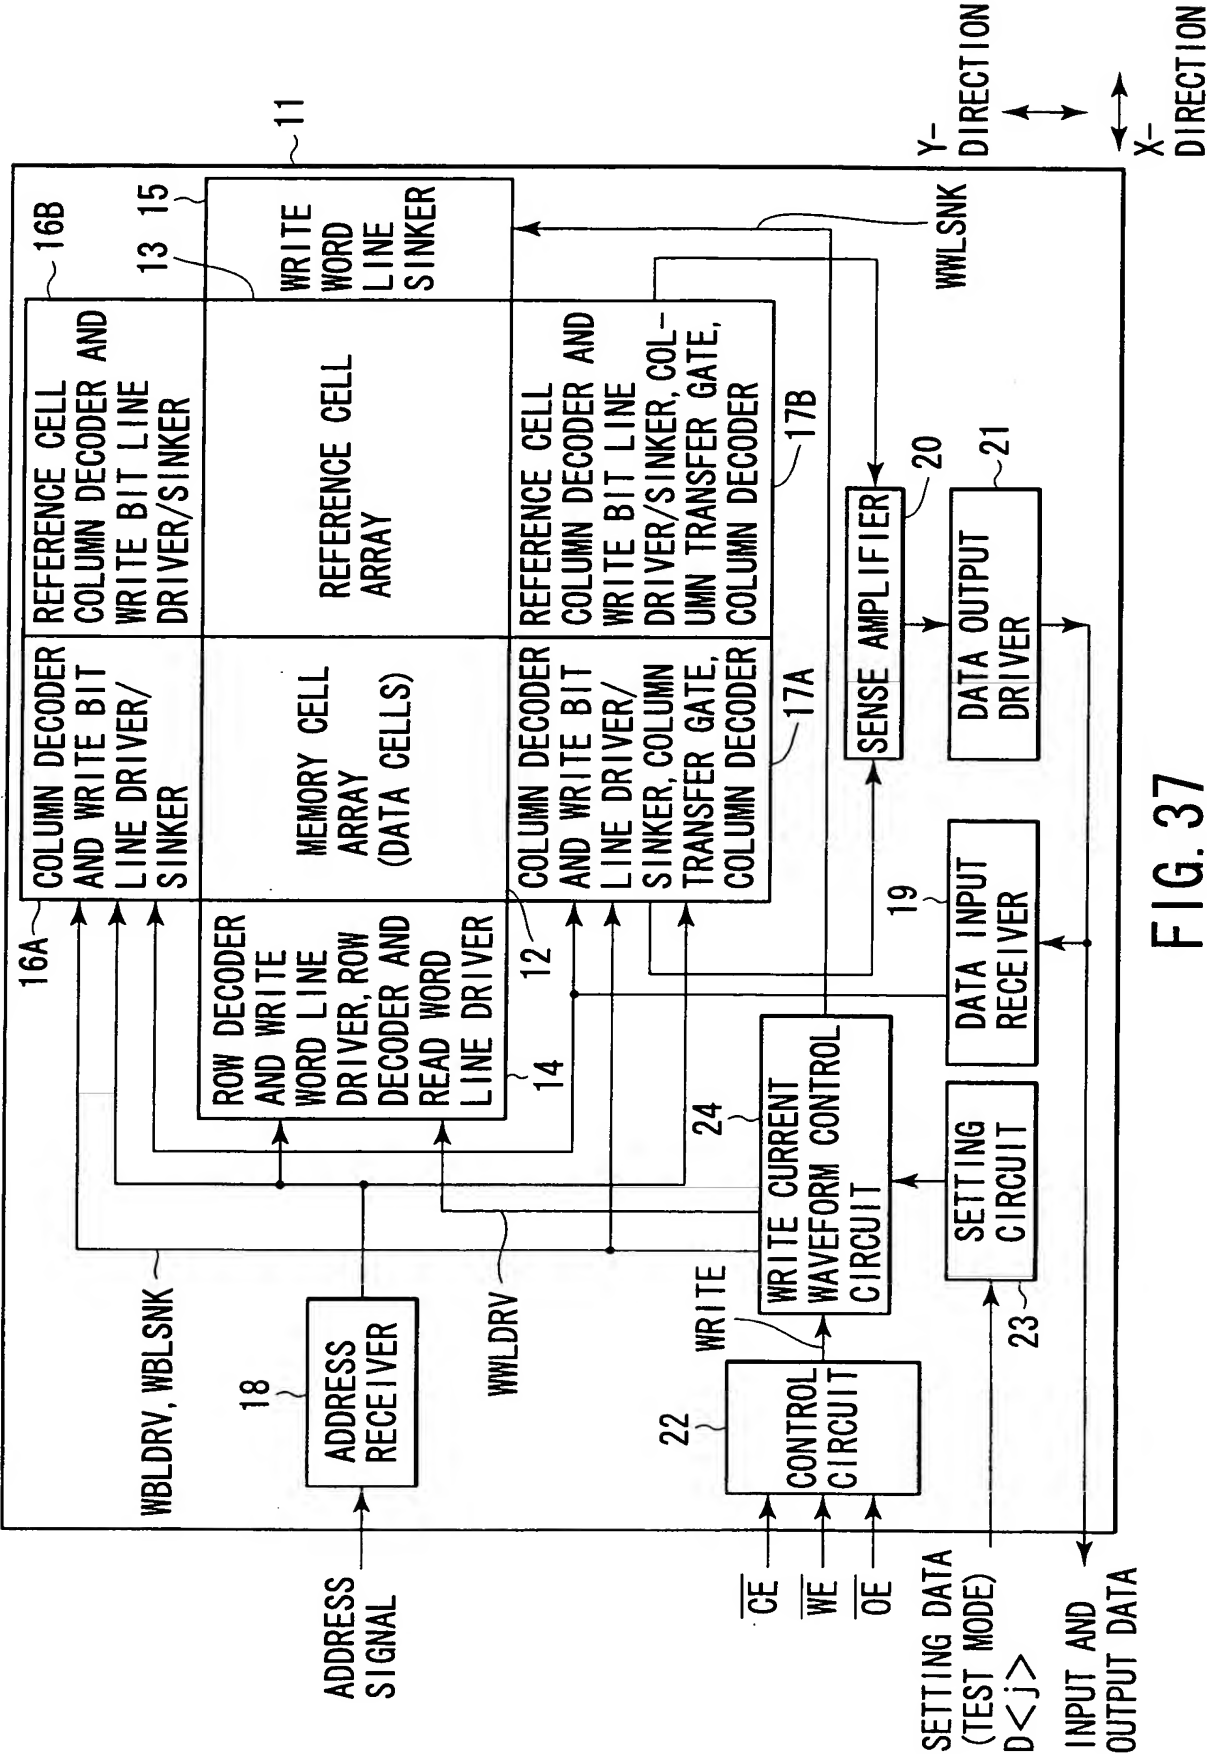 11
16B
13
15
16A
COLUMN DECODER
AND WRITE BIT
LINE DRIVER/
SINKER
REFERENCE CELL
COLUMN DECODER AND
WRITE BIT LINE
DRIVER/SINKER
ROW DECODER
AND WRITE
WORD LINE
DRIVER, ROW
DECODER AND
READ WORD
LINE DRIVER
MEMORY CELL
ARRAY
(DATA CELLS)
REFERENCE CELL
ARRAY
WRITE
WORD
LINE
SINKER
14
12
COLUMN DECODER
AND WRITE BIT
LINE DRIVER/
SINKER, COLUMN
TRANSFER GATE,
COLUMN DECODER
REFERENCE CELL
COLUMN DECODER AND
WRITE BIT LINE
DRIVER/SINKER, COL-
UMN TRANSFER GATE,
COLUMN DECODER
17A
17B
WBLDRV, WBLSNK
18
ADDRESS
RECEIVER
ADDRESS
SIGNAL
WWLDRV
WWLSNK
22
CONTROL
CIRCUIT
C̅E̅
W̅E̅
O̅E̅
WRITE
24
WRITE CURRENT
WAVEFORM CONTROL
CIRCUIT
SENSE AMPLIFIER
20
SETTING
CIRCUIT
23
19
DATA INPUT
RECEIVER
DATA OUTPUT
DRIVER
21
SETTING DATA
(TEST MODE)
D<j>
INPUT AND
OUTPUT DATA
Y-
DIRECTION
X-
DIRECTION
FIG. 37